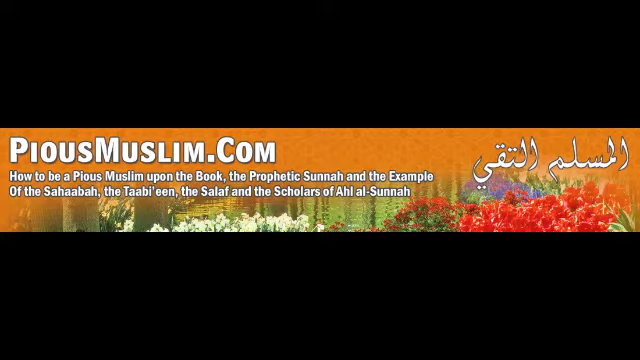 PiousMuslim.Com
How to be a Pious Muslim upon the Book, the Prophetic Sunnah and the Example
Of the Sahaabah, the Taabi'een, the Salaf and the Scholars of Ahl al-Sunnah
المسلم التقي